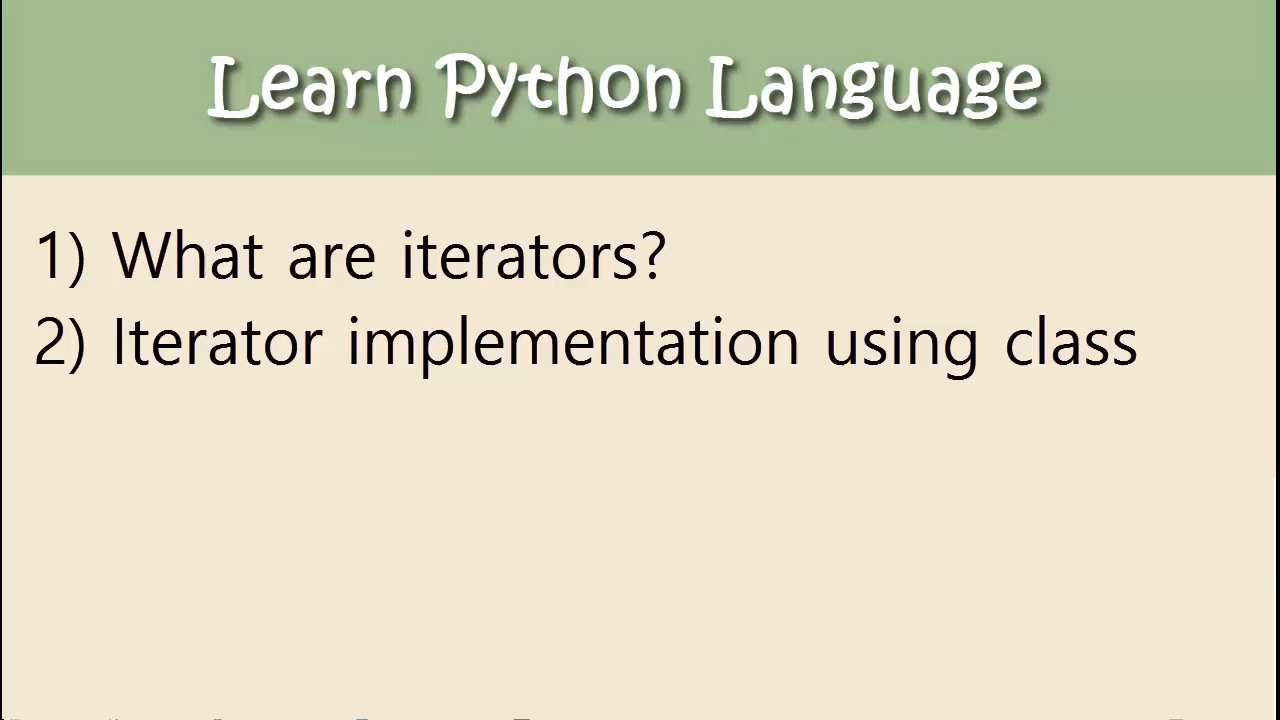 Learn Python Language
1) What are iterators?
2) Iterator implementation using class